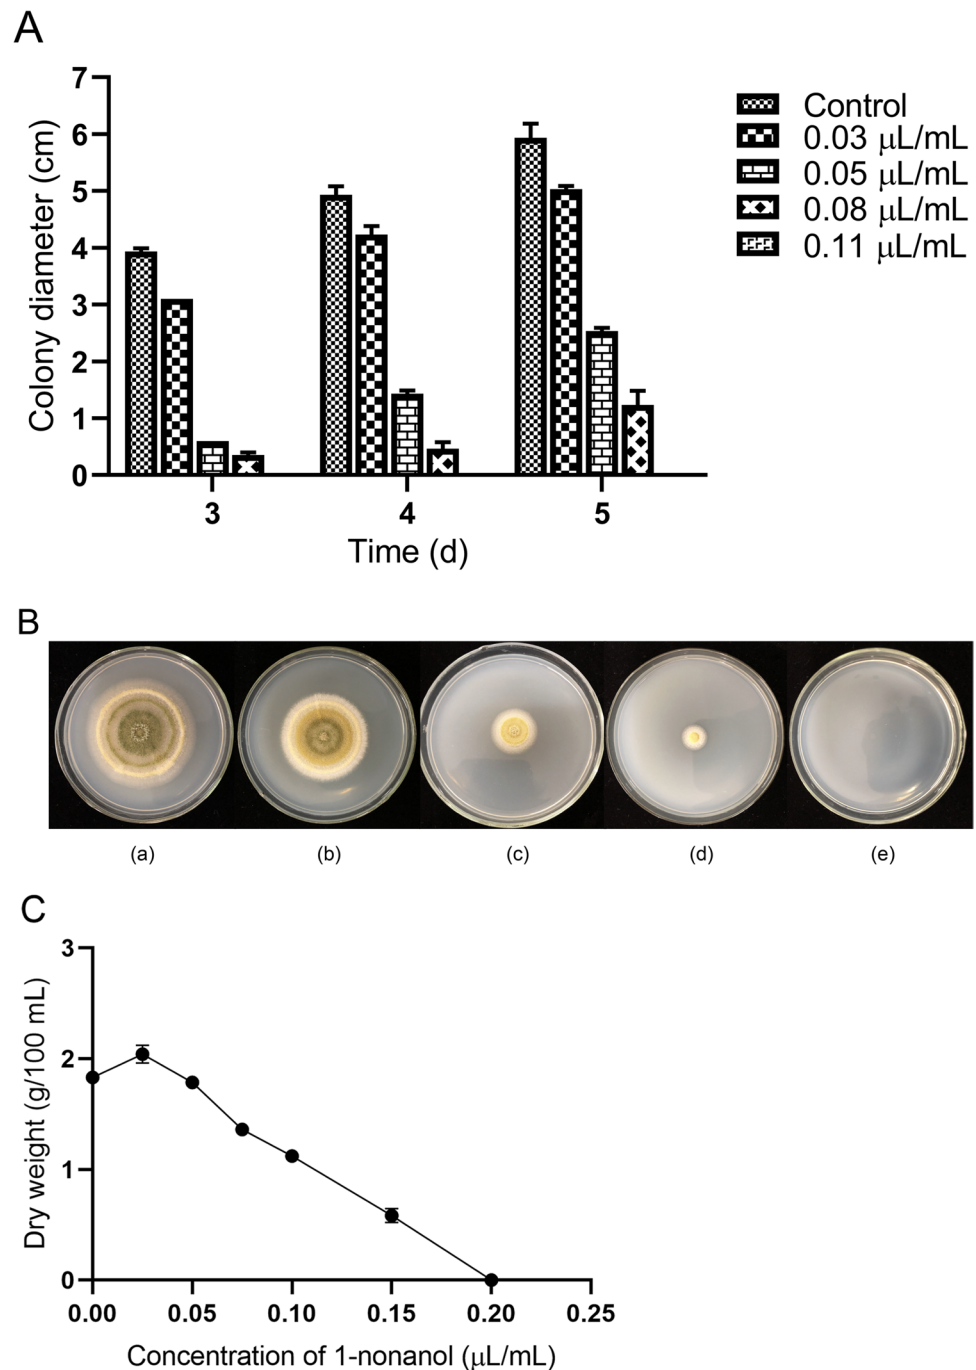 A
7
6
5
4
3
2
1
0
Colony diameter (cm)
3 4 5
Time (d)
Control
0.03 μL/mL
0.05 μL/mL
0.08 μL/mL
0.11 μL/mL
B
(a) (b) (c) (d) (e)
C
3
2
1
0
Dry weight (g/100 mL)
0.00 0.05 0.10 0.15 0.20 0.25
Concentration of 1-nonanol (μL/mL)